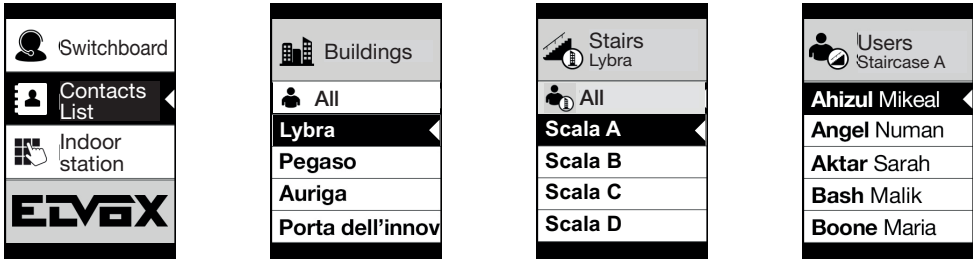 Switchboard
Contacts
List
Indoor
station
ELVOX
Buildings
All
Lybra
Pegaso
Auriga
Porta dell'innov
Stairs
Lybra
All
Scala A
Scala B
Scala C
Scala D
Users
Staircase A
Ahizul Mikeal
Angel Numan
Aktar Sarah
Bash Malik
Boone Maria